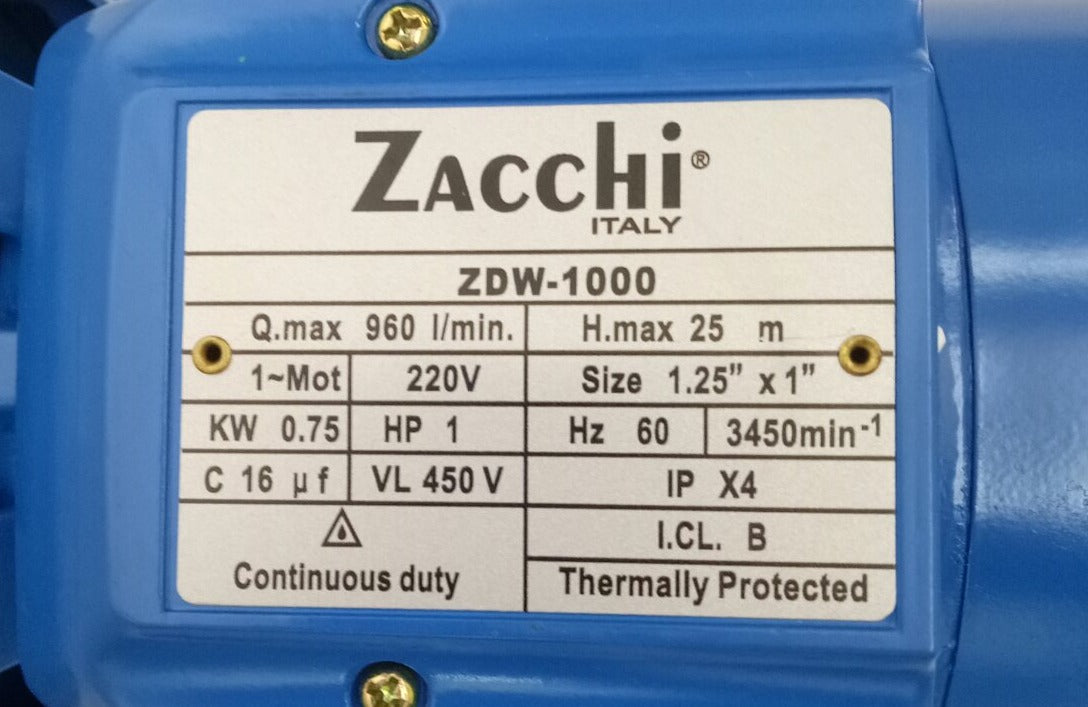 Zacchi®
ITALY
ZDW-1000
Q.max 960 l/min. H.max 25 m
1~Mot 220V Size 1.25" x 1"
KW 0.75 HP 1 Hz 60 3450min-1
C 16 µf VL 450 V IP X4
I.CL. B
Continuous duty Thermally Protected